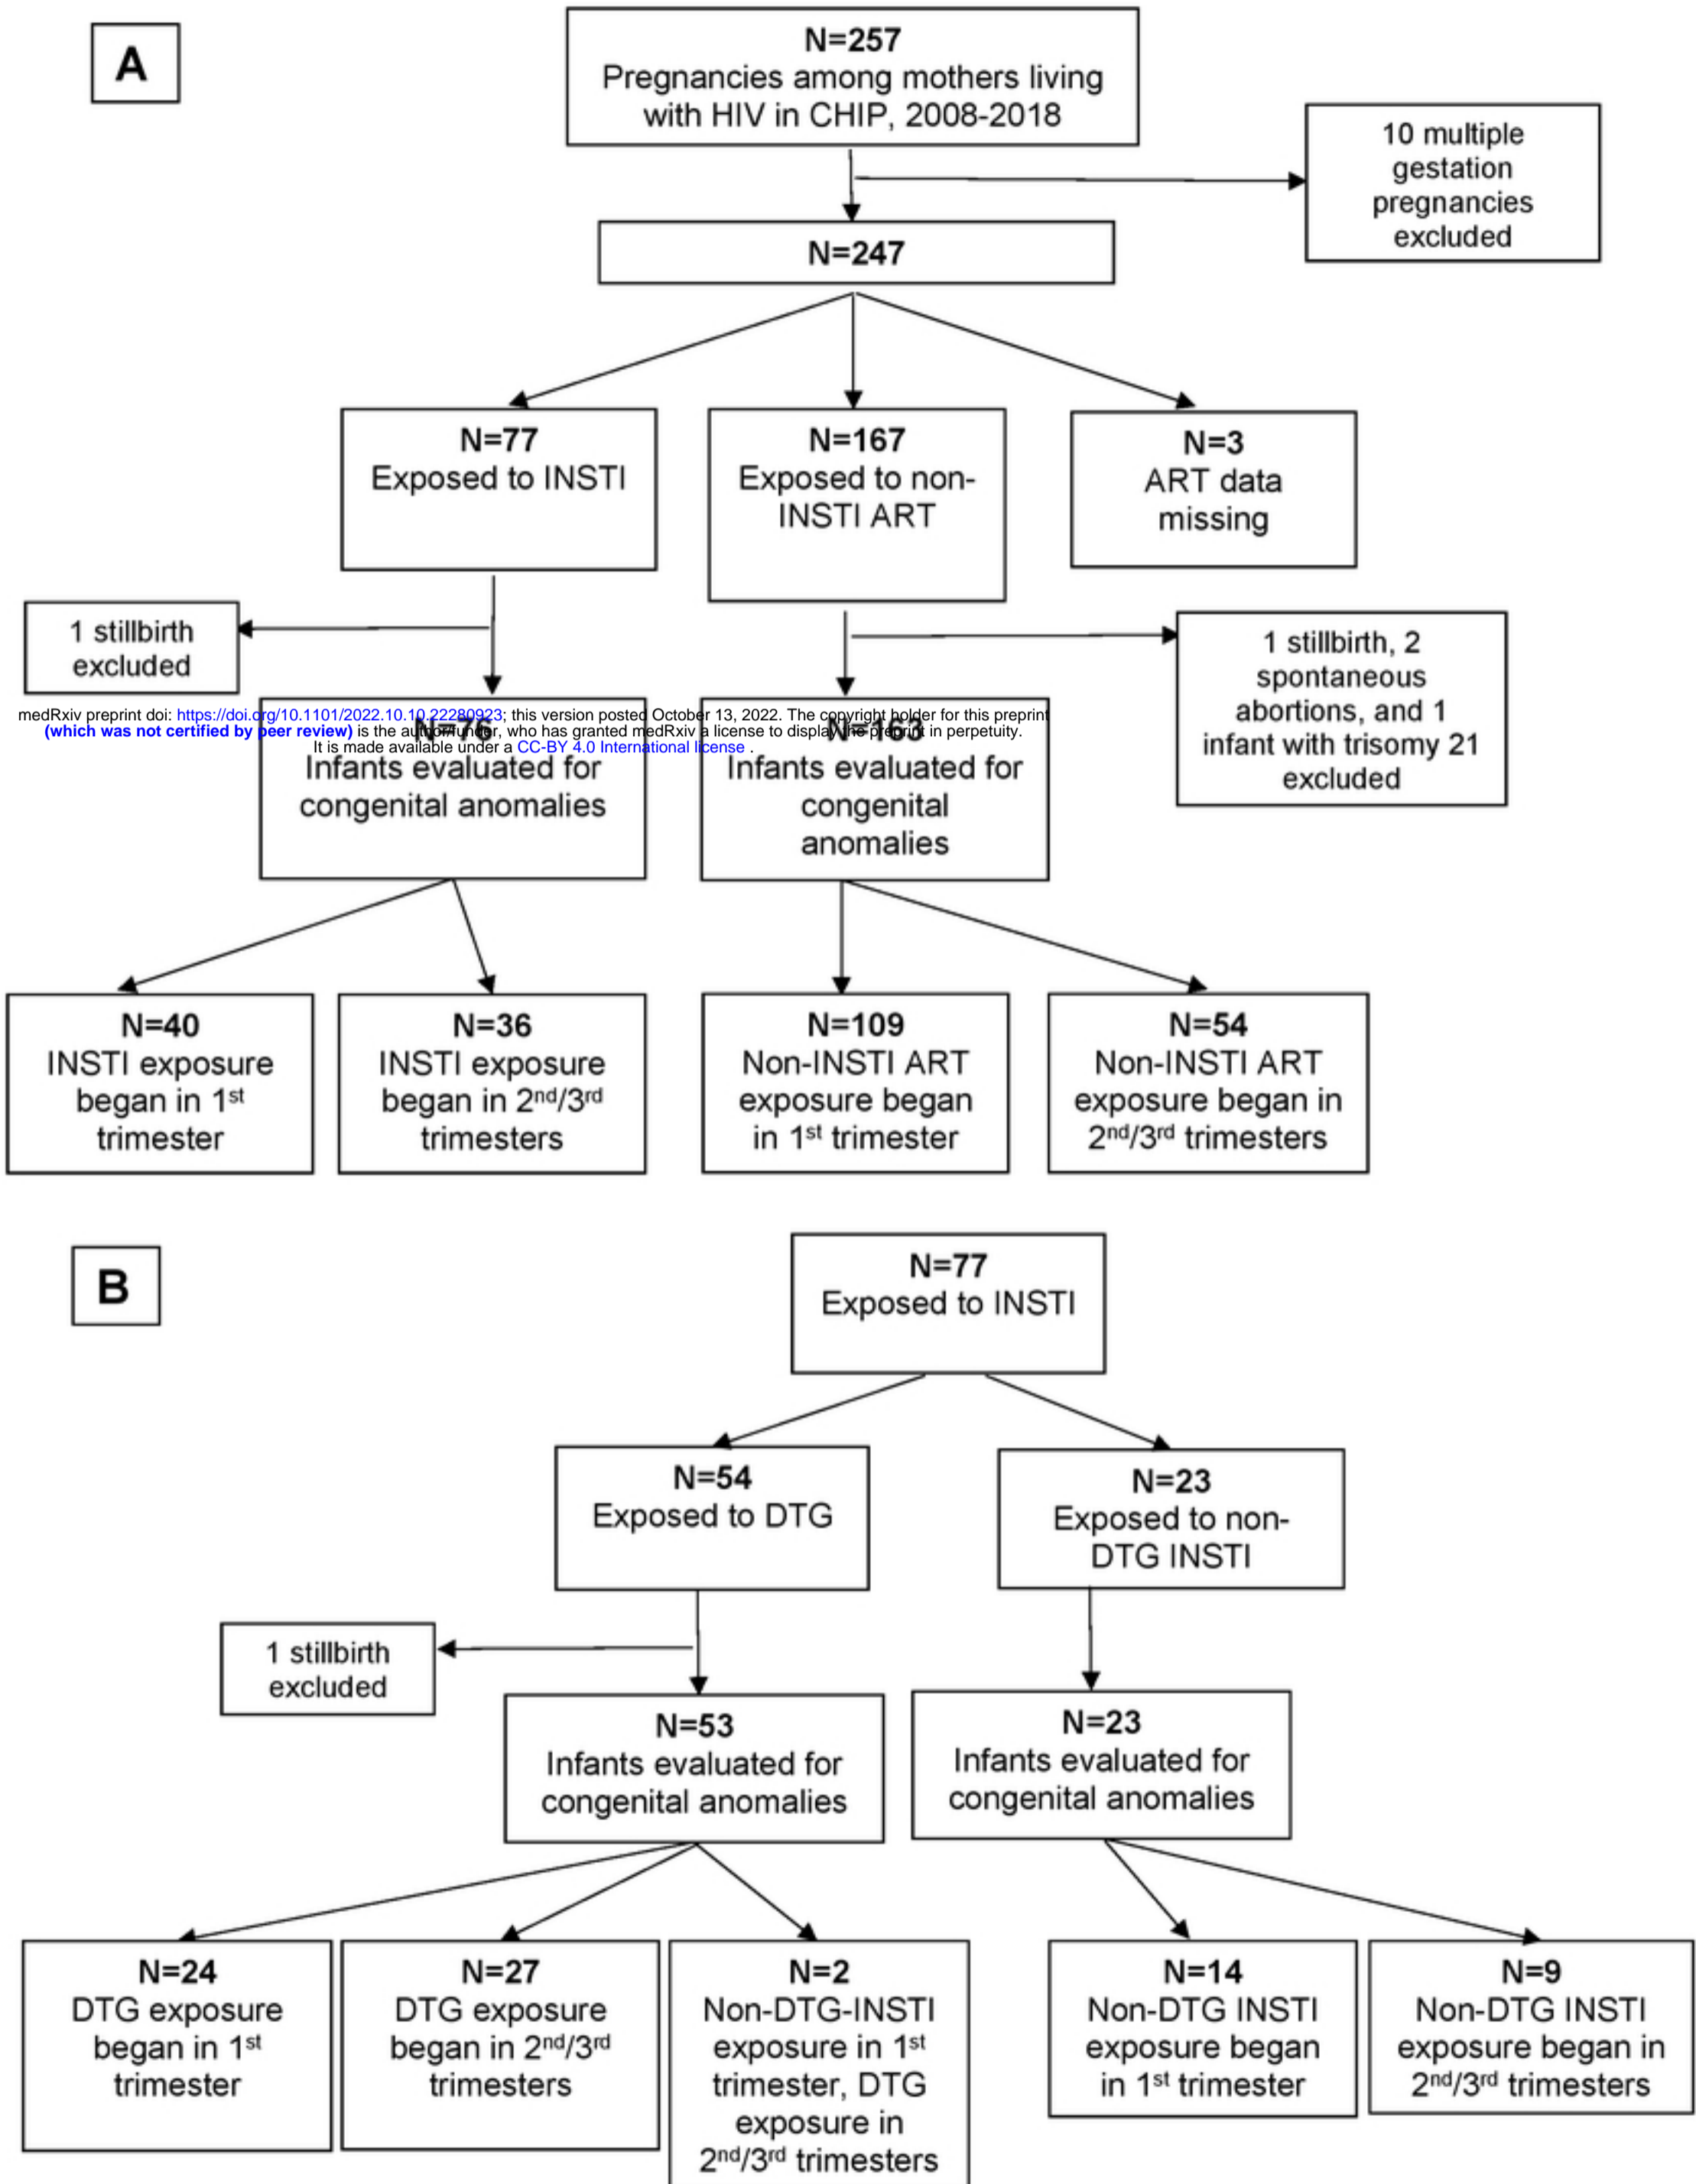 A
N=257
Pregnancies among mothers living
with HIV in CHIP, 2008-2018
10 multiple
gestation
pregnancies
excluded
N=247
N=77
Exposed to INSTI
N=167
Exposed to non-
INSTI ART
N=3
ART data
missing
1 stillbirth
excluded
1 stillbirth, 2
spontaneous
abortions, and 1
infant with trisomy 21
excluded
medRxiv preprint doi: https://doi.org/10.1101/2022.10.10.22280923; this version posted October 13, 2022. The copyright holder for this preprint
(which was not certified by peer review) is the author/funder, who has granted medRxiv a license to display the preprint in perpetuity.
It is made available under a CC-BY 4.0 International license .
N=76
Infants evaluated for
congenital anomalies
N=163
Infants evaluated for
congenital
anomalies
N=40
INSTI exposure
began in 1st
trimester
N=36
INSTI exposure
began in 2nd/3rd
trimesters
N=109
Non-INSTI ART
exposure began
in 1st trimester
N=54
Non-INSTI ART
exposure began in
2nd/3rd trimesters
B
N=77
Exposed to INSTI
N=54
Exposed to DTG
N=23
Exposed to non-
DTG INSTI
1 stillbirth
excluded
N=53
Infants evaluated for
congenital anomalies
N=23
Infants evaluated for
congenital anomalies
N=24
DTG exposure
began in 1st
trimester
N=27
DTG exposure
began in 2nd/3rd
trimesters
N=2
Non-DTG-INSTI
exposure in 1st
trimester, DTG
exposure in
2nd/3rd trimesters
N=14
Non-DTG INSTI
exposure began
in 1st trimester
N=9
Non-DTG INSTI
exposure began in
2nd/3rd trimesters